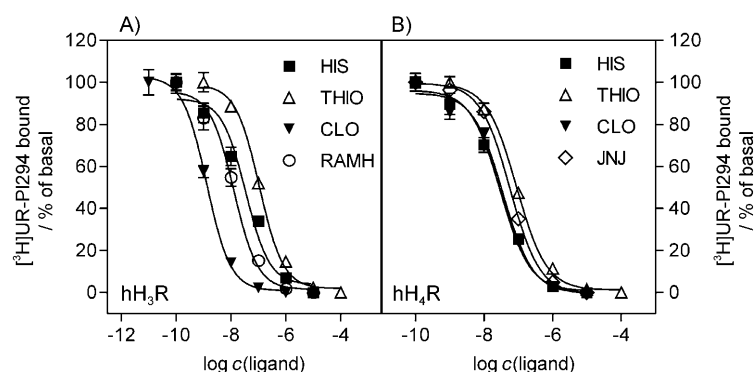 A)
B)
120
100
80
60
40
20
0
[³H]UR-PI294 bound
/ % of basal
HIS
THIO
CLO
RAMH
hH₃R
-12 -10 -8 -6 -4
log c(ligand)
HIS
THIO
CLO
JNJ
hH₄R
-10 -8 -6 -4
log c(ligand)
120
100
80
60
40
20
0
[³H]UR-PI294 bound
/ % of basal